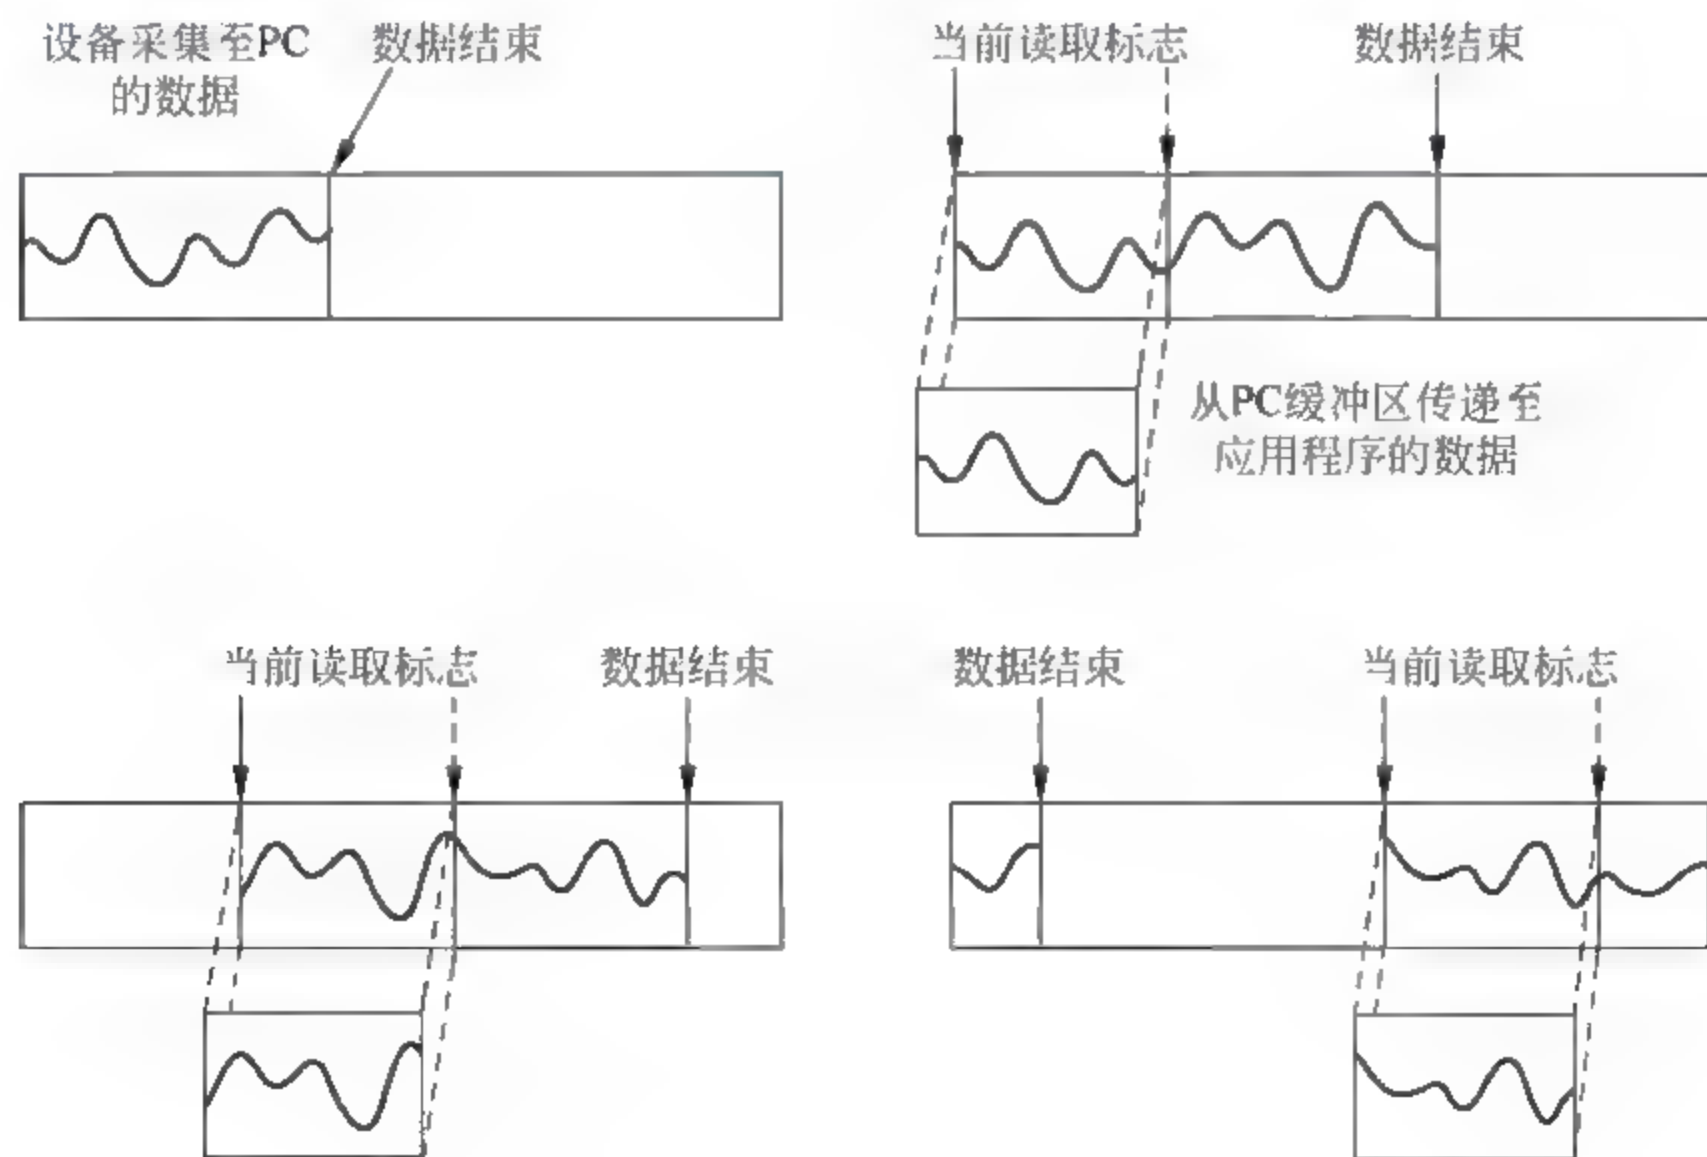 设备采集至PC
的数据
数据结束
当前读取标志
数据结束
从PC缓冲区传递至
应用程序的数据
当前读取标志
数据结束
数据结束
当前读取标志